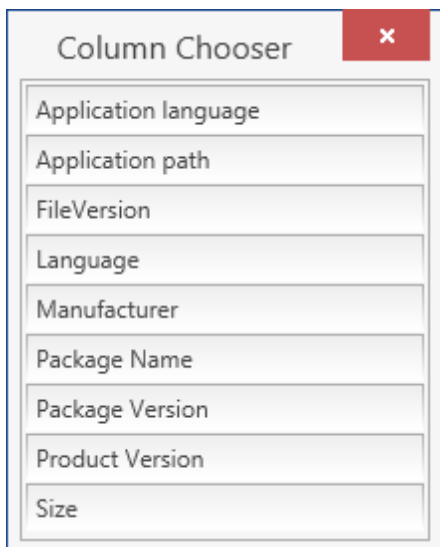 Column Chooser
Application language
Application path
FileVersion
Language
Manufacturer
Package Name
Package Version
Product Version
Size